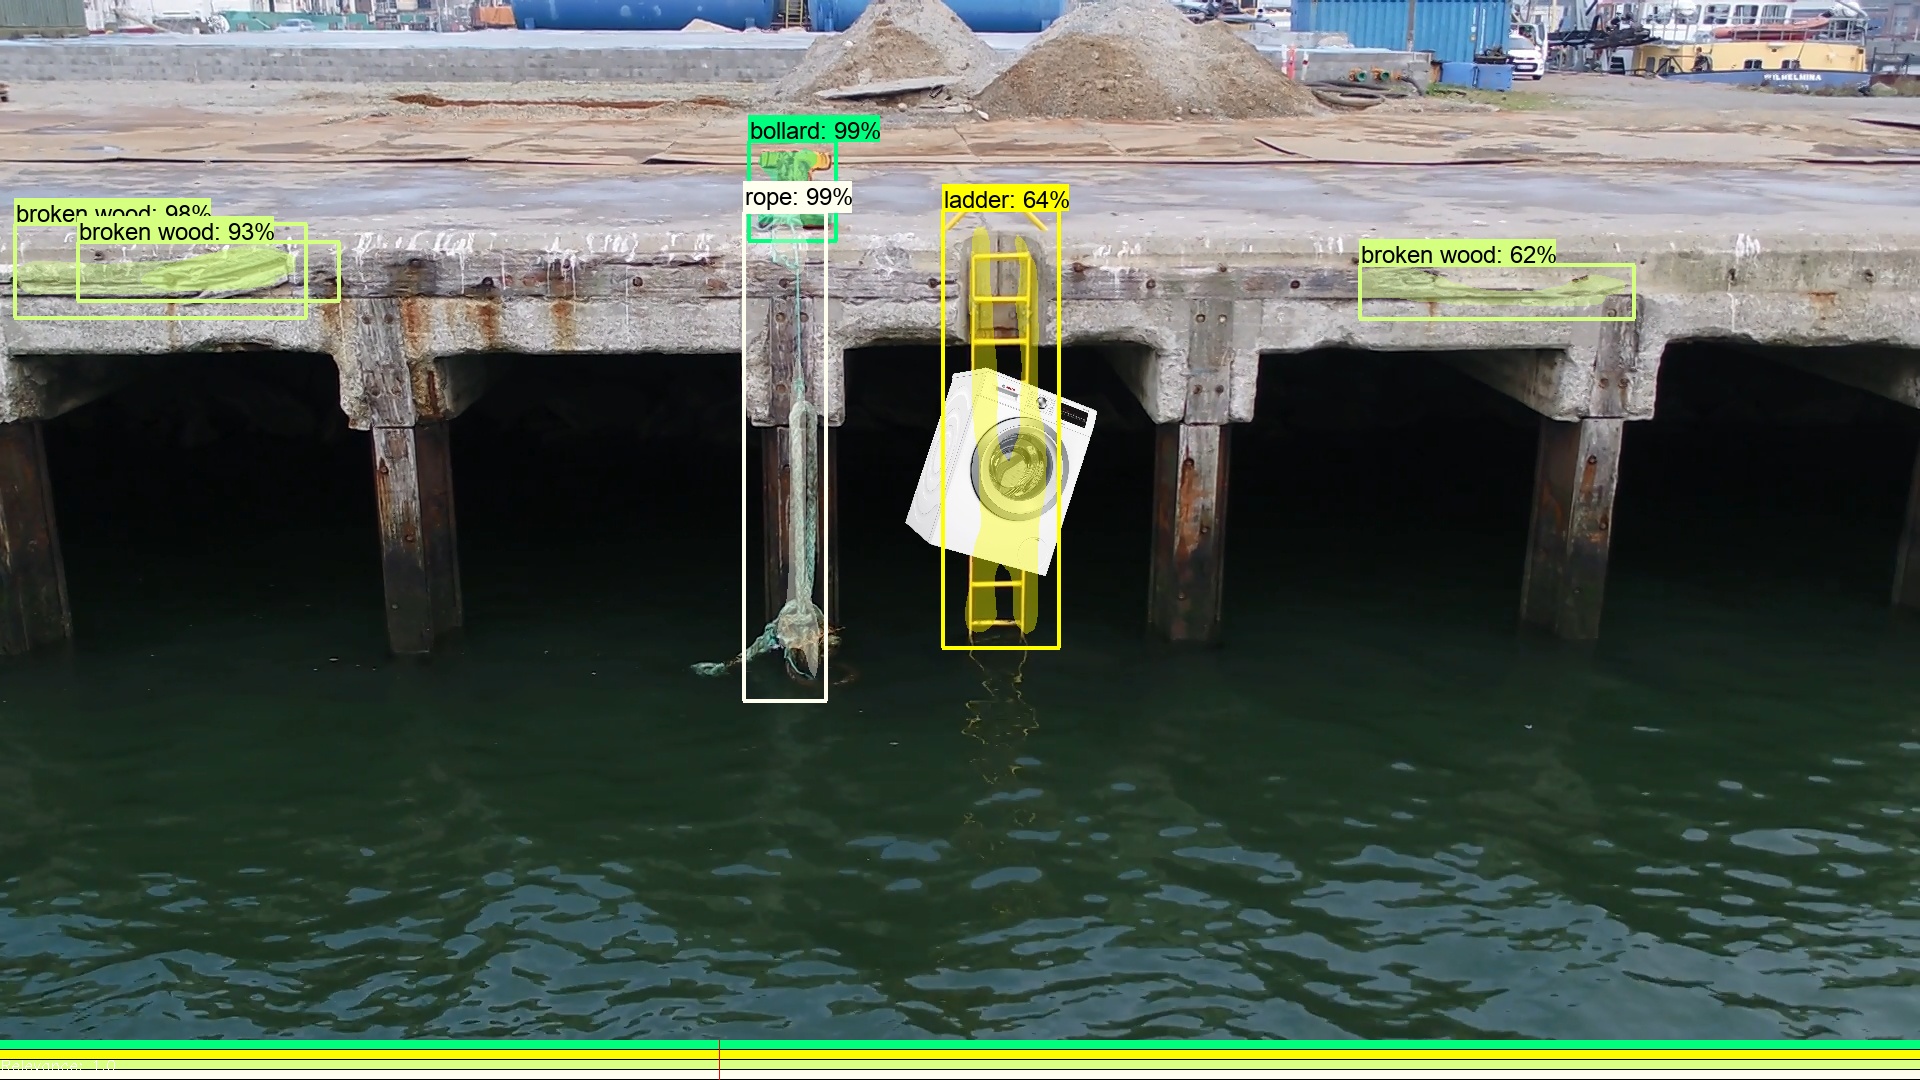 WILHELMINA
bollard: 99%
rope: 99%
ladder: 64%
broken wood: 98%
broken wood: 93%
broken wood: 62%